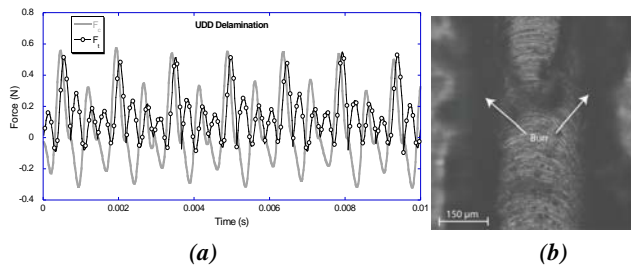 UDD Delamination
F
F t
Force (N)
0.8
0.6
0.4
0.2
0
-0.2
-0.4
0 0.002 0.004 0.006 0.008 0.01
Time (s)
(a)
Burr
150 µm
(b)